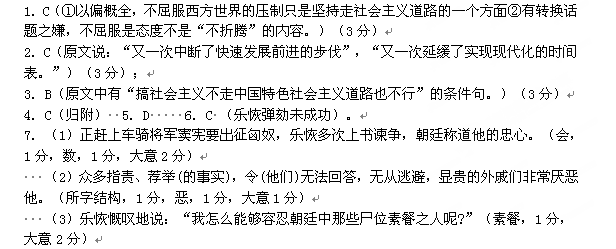 1. C(①以偏概全，不屈服西方世界的压制只是坚持走社会主义道路的一个方面②有转换话
题之嫌，不屈服是态度不是“不折腾”的内容。)(3分)
2. C(原文说：“又一次中断了快速发展前进的步伐”，“又一次延缓了实现现代化的时间
表。”)(3分)；
3. B(原文中有“搞社会主义不走中国特色社会主义道路也不行”的条件句。)(3分)
4. C(归附)··5. D·····6. C·(乐恢弹劾未成功)。
7. (1)正赶上车骑将军窦宪要出征匈奴，乐恢多次上书谏争，朝廷称道他的忠心。(会，
1分，数，1分，大意2分)
···(2)众多指责、荐举(的事实)，令(他们)无法回答，无从逃避，显贵的外戚们非常厌恶
他。(所字结构，1分，恶，1分，大意1分)
···(3)乐恢慨叹地说：“我怎么能够容忍朝廷中那些尸位素餐之人呢?”(素餐，1分，
大意2分)